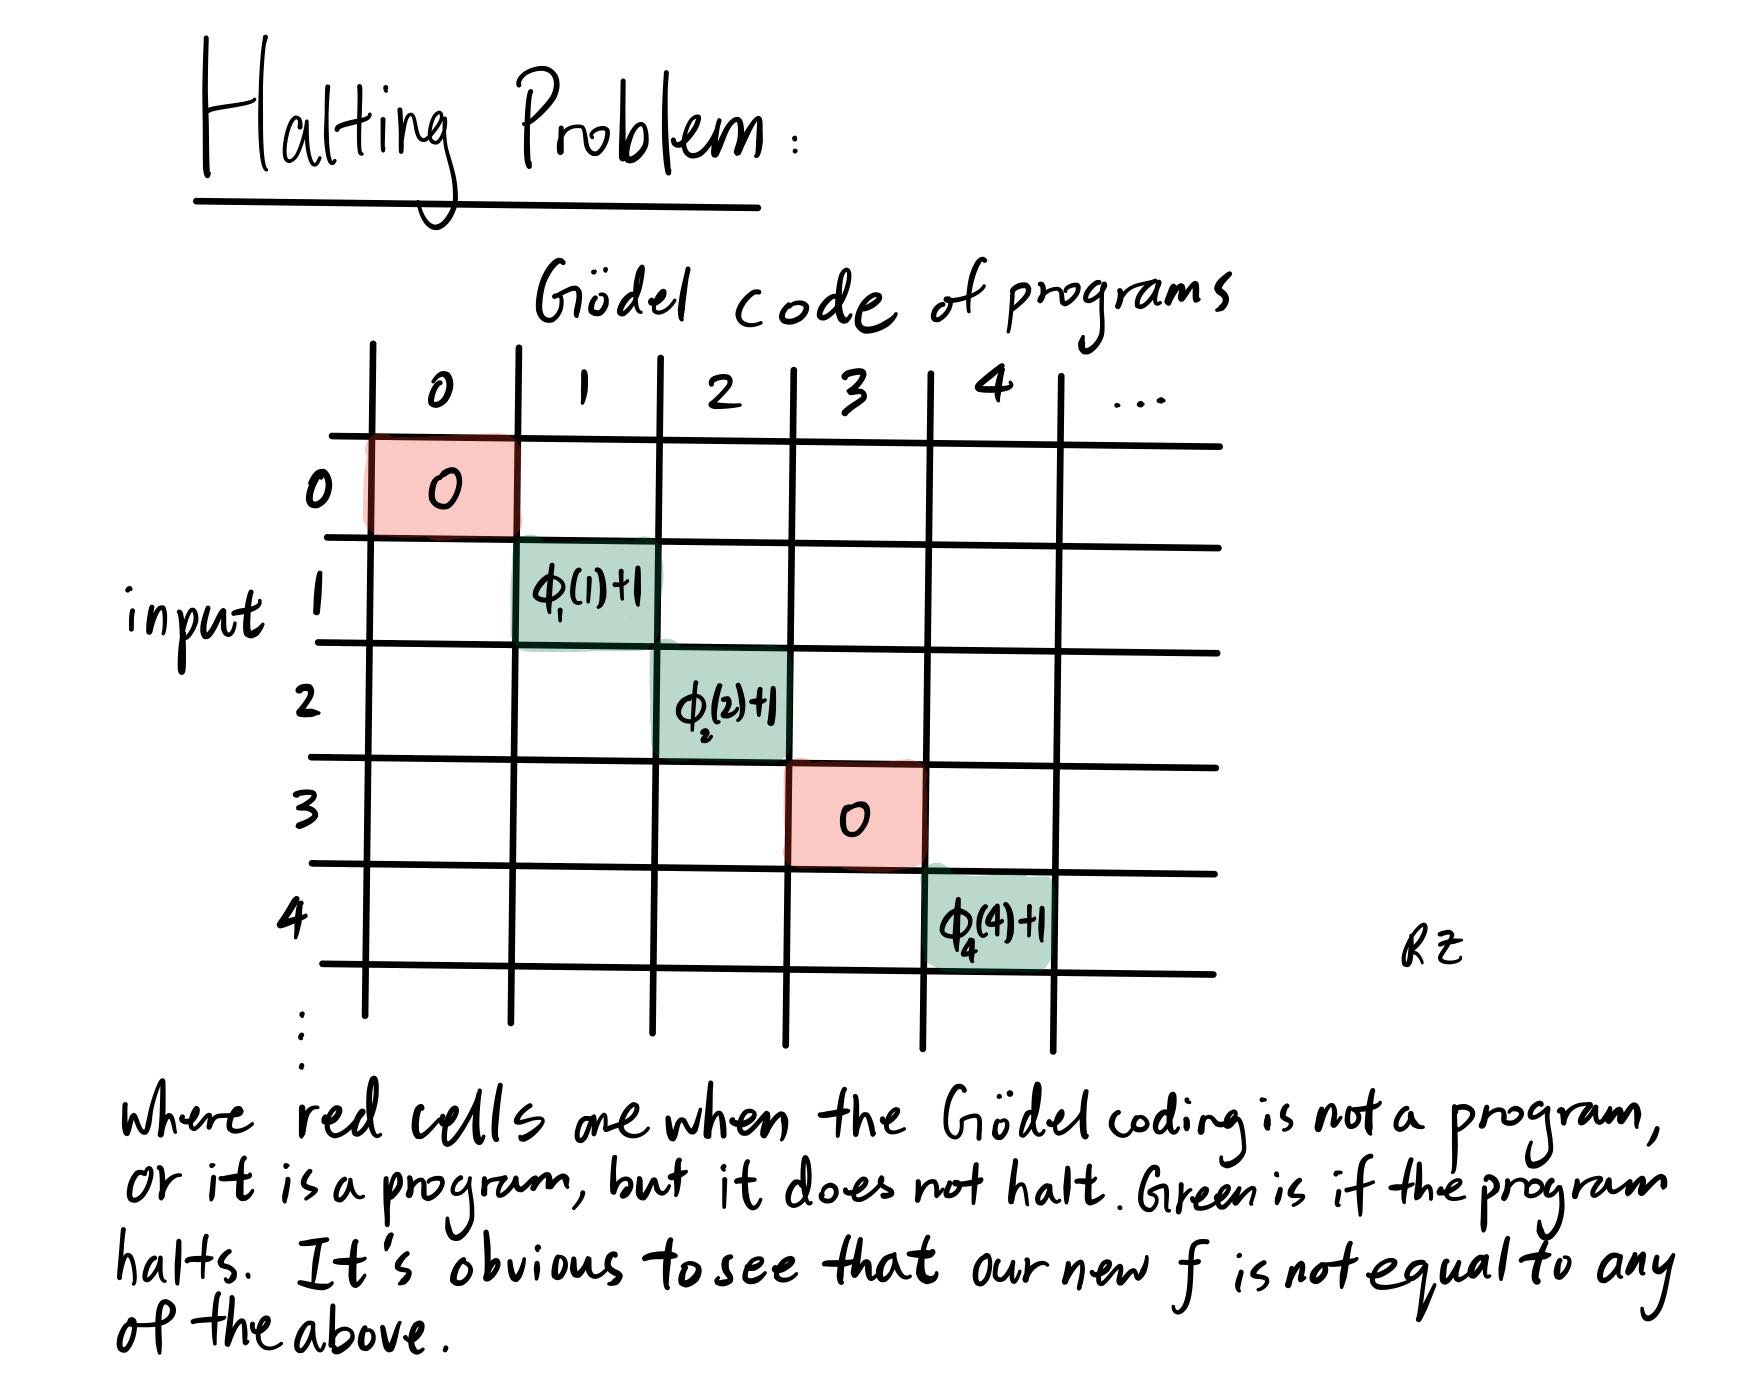 Halting Problem:
Gödel code of programs
0 1 2 3 4 ...
0 0
input 1 ϕ₁(1)+1
2 ϕ₂(2)+1
3 0
4 ϕ₄(4)+1
RZ
⋮
where red cells are when the Gödel coding is not a program,
or it is a program, but it does not halt. Green is if the program
halts. It's obvious to see that our new f is not equal to any
of the above.